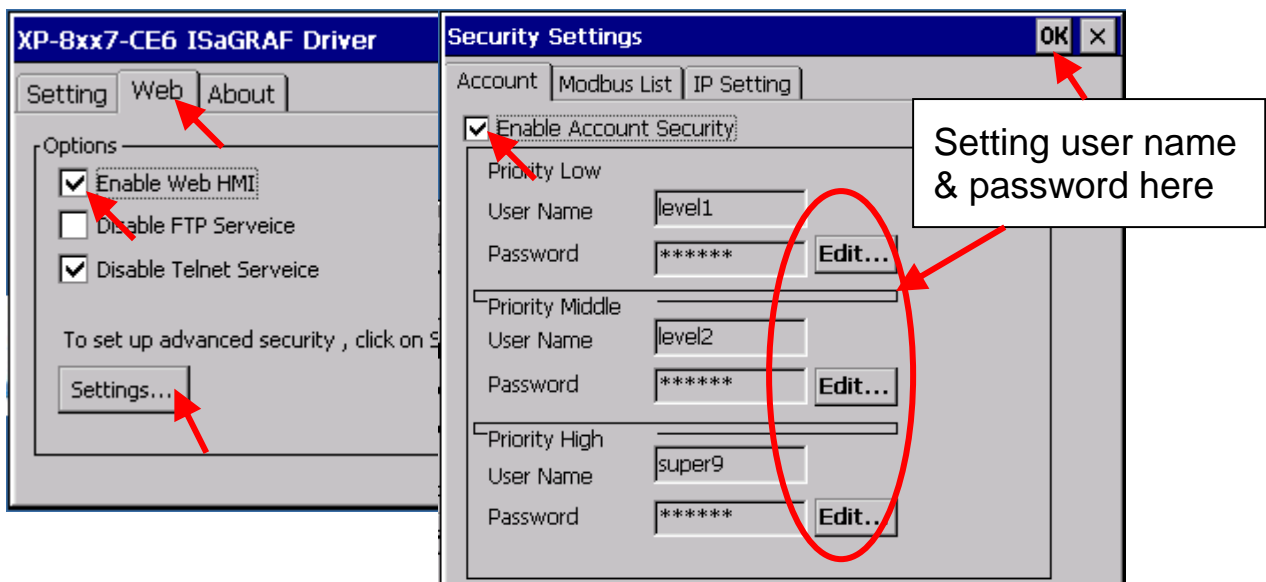 XP-8xx7-CE6 ISaGRAF Driver
Setting Web About
Options
Enable Web HMI
Disable FTP Serveice
Disable Telnet Serveice
To set up advanced security , click on S
Settings...
Security Settings OK
Account Modbus List IP Setting
Enable Account Security
Priority Low
User Name level1
Password ****** Edit...
Priority Middle
User Name level2
Password ****** Edit...
Priority High
User Name super9
Password ****** Edit...
Setting user name
& password here